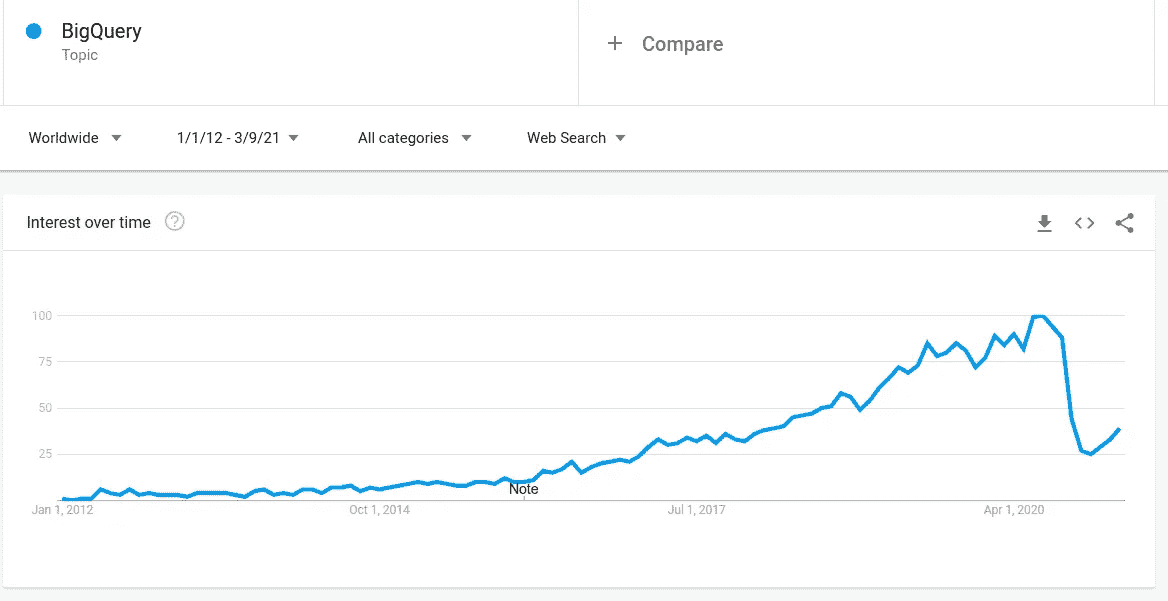 BigQuery
Topic
+ Compare
Worldwide
1/1/12 - 3/9/21
All categories
Web Search
Interest over time ?
100
75
50
25
Note
Jan 1, 2012
Oct 1, 2014
Jul 1, 2017
Apr 1, 2020